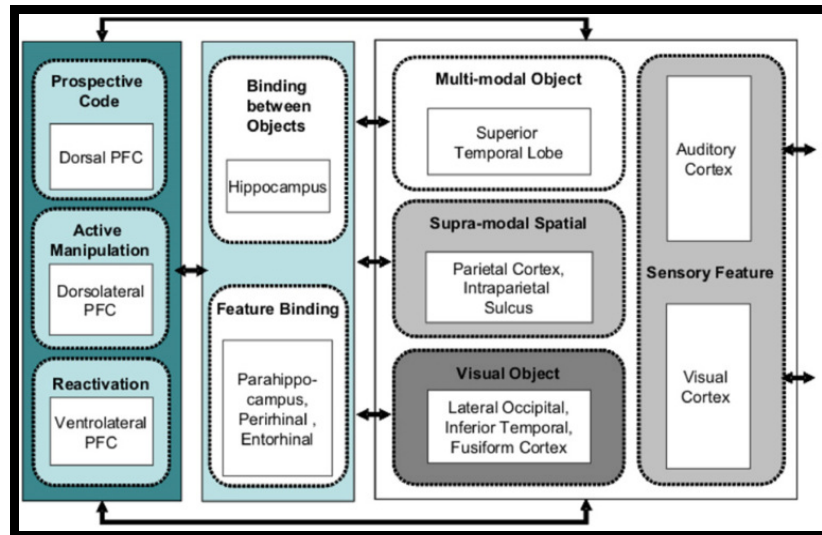 Prospective
Code
Dorsal PFC
Active
Manipulation
Dorsolateral
PFC
Reactivation
Ventrolateral
PFC
Binding
between
Objects
Hippocampus
Feature Binding
Parahippo-
campus,
Perirhinal ,
Entorhinal
Multi-modal Object
Superior
Temporal Lobe
Supra-modal Spatial
Parietal Cortex,
Intraparietal
Sulcus
Visual Object
Lateral Occipital,
Inferior Temporal,
Fusiform Cortex
Auditory
Cortex
Sensory Feature
Visual
Cortex